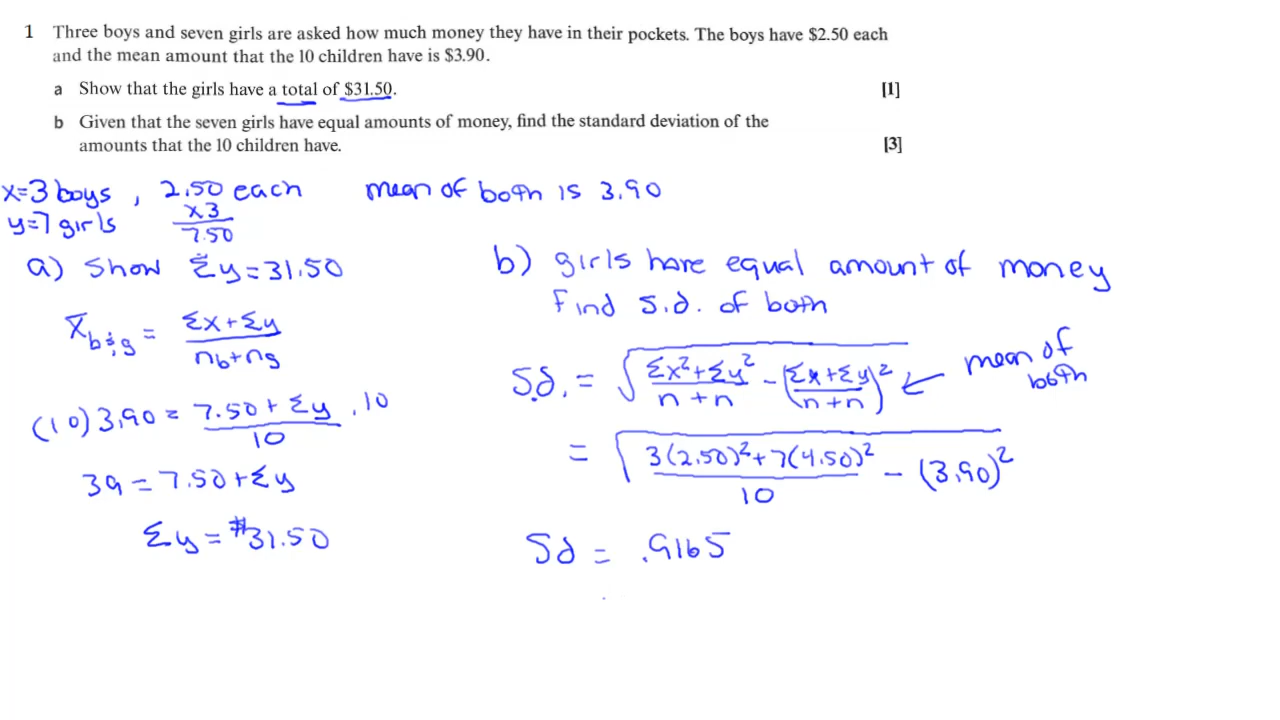 1 Three boys and seven girls are asked how much money they have in their pockets. The boys have $2.50 each
and the mean amount that the 10 children have is $3.90.
a Show that the girls have a total of $31.50. [1]
b Given that the seven girls have equal amounts of money, find the standard deviation of the
amounts that the 10 children have. [3]
x=3 boys , 2.50 each mean of both is 3.90
y=7 girls x3
7.50
a) Show Σy=31.50
x̄b&g = Σx+Σy
nb+ng
(10)3.90 = 7.50+Σy .10
10
39=7.50+Σy
Σy=$31.50
b) girls have equal amount of money
Find s.d. of both
Sd. = √ Σx²+Σy² - (Σx+Σy)² ← mean of
n+n (n+n) both
= √ 3(2.50)²+7(4.50)² - (3.90)²
10
Sd = .9165